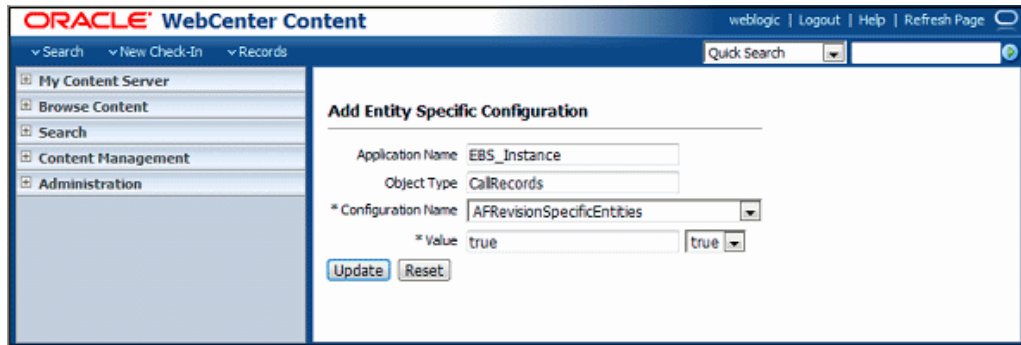 ORACLE WebCenter Content
weblogic | Logout | Help | Refresh Page
Search New Check-In Records
Quick Search
My Content Server
Browse Content
Search
Content Management
Administration
Add Entity Specific Configuration
Application Name EBS_Instance
Object Type CallRecords
* Configuration Name AFRevisionSpecificEntities
* Value true true
Update Reset